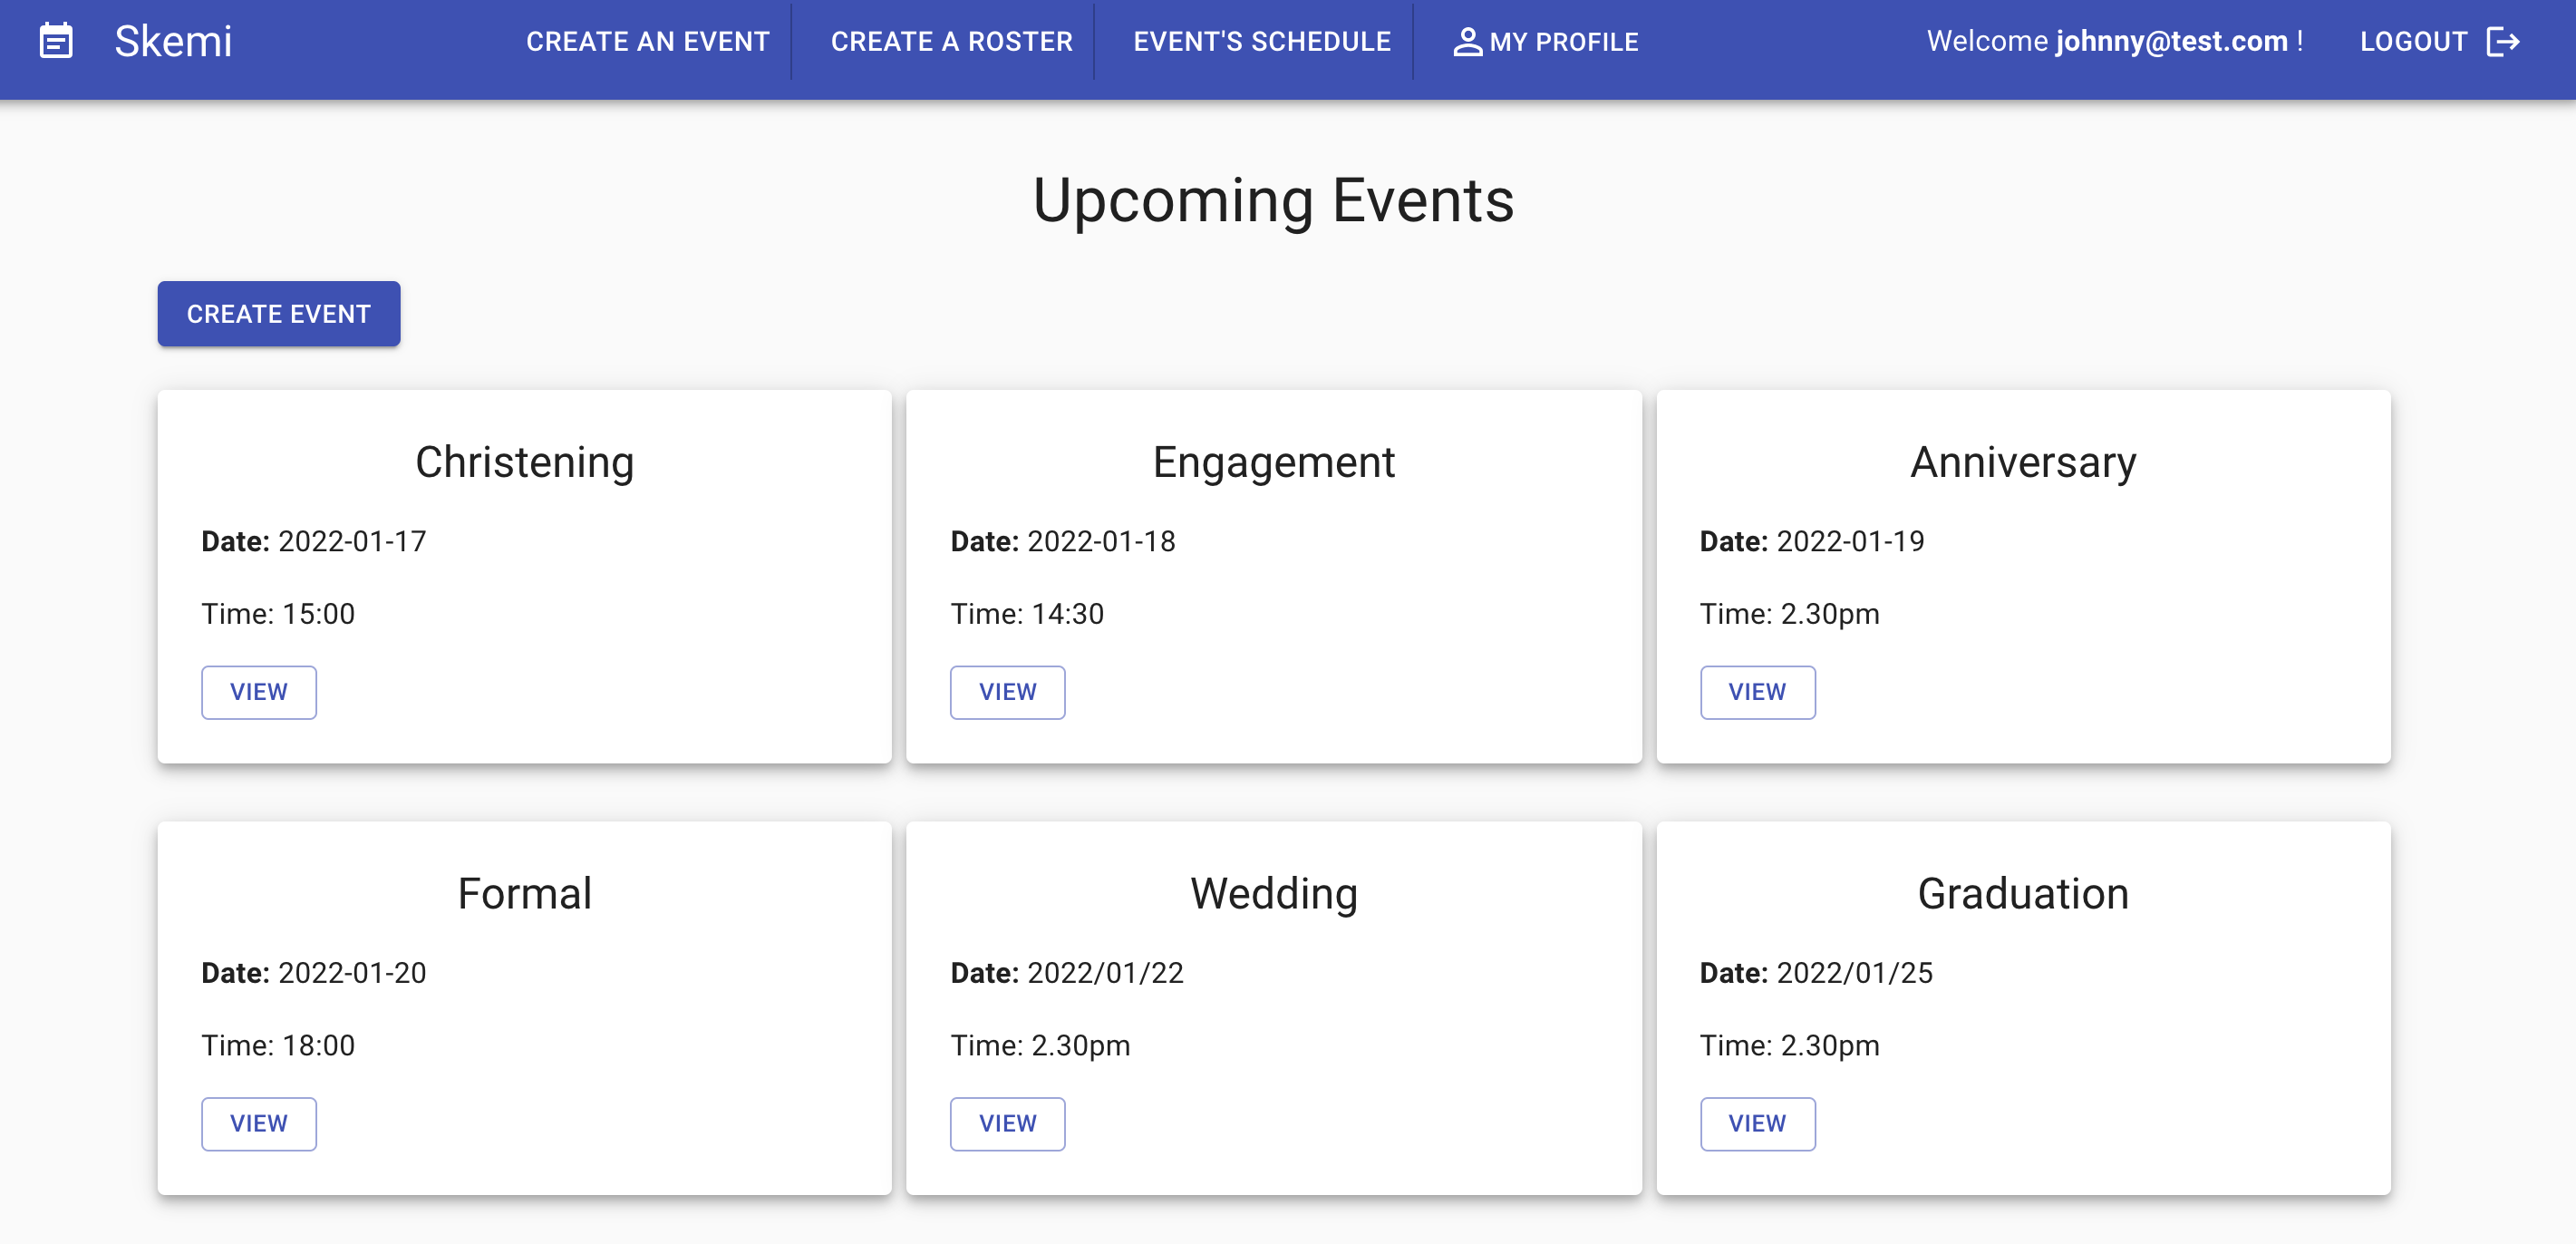 Skemi
CREATE AN EVENT
CREATE A ROSTER
EVENT'S SCHEDULE
MY PROFILE
Welcome johnny@test.com !
LOGOUT
Upcoming Events
CREATE EVENT
Christening
Date: 2022-01-17
Time: 15:00
VIEW
Engagement
Date: 2022-01-18
Time: 14:30
VIEW
Anniversary
Date: 2022-01-19
Time: 2.30pm
VIEW
Formal
Date: 2022-01-20
Time: 18:00
VIEW
Wedding
Date: 2022/01/22
Time: 2.30pm
VIEW
Graduation
Date: 2022/01/25
Time: 2.30pm
VIEW